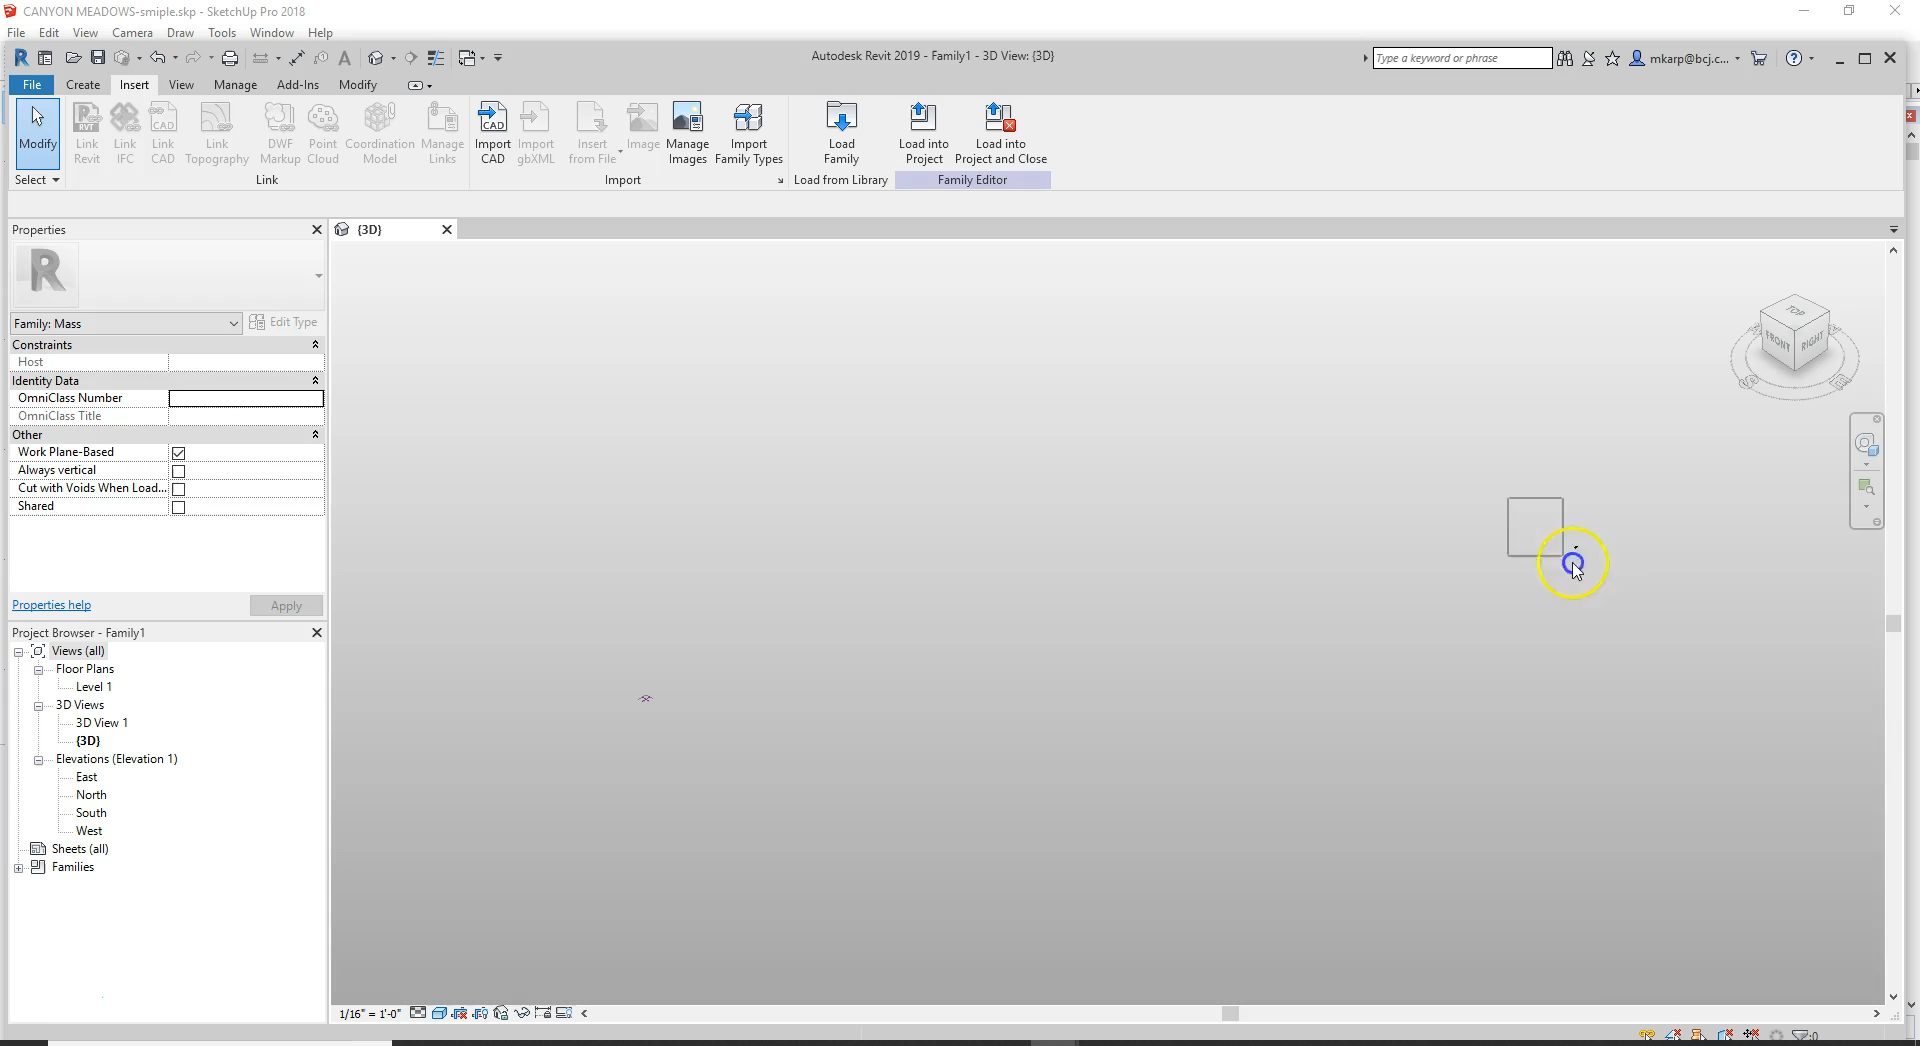 CANYON MEADOWS-smiple.skp - SketchUp Pro 2018
File Edit View Camera Draw Tools Window Help
Autodesk Revit 2019 - Family1 - 3D View: {3D}
Type a keyword or phrase
mkarp@bcj.c...
File Create Insert View Manage Add-Ins Modify
Modify
Link Revit
Link IFC
Link CAD
Link Topography
DWF Markup
Point Cloud
Coordination Model
Manage Links
Import CAD
Import gbXML
Insert from File
Image
Manage Images
Import Family Types
Load Family
Load into Project
Load into Project and Close
Select
Link
Import
Load from Library
Family Editor
Properties
{3D}
Family: Mass
Edit Type
Constraints
Host
Identity Data
OmniClass Number
OmniClass Title
Other
Work Plane-Based
Always vertical
Cut with Voids When Load...
Shared
Properties help
Apply
Project Browser - Family1
Views (all)
Floor Plans
Level 1
3D Views
3D View 1
{3D}
Elevations (Elevation 1)
East
North
South
West
Sheets (all)
Families
TOP
FRONT
RIGHT
S
E
1/16" = 1'-0"
:0